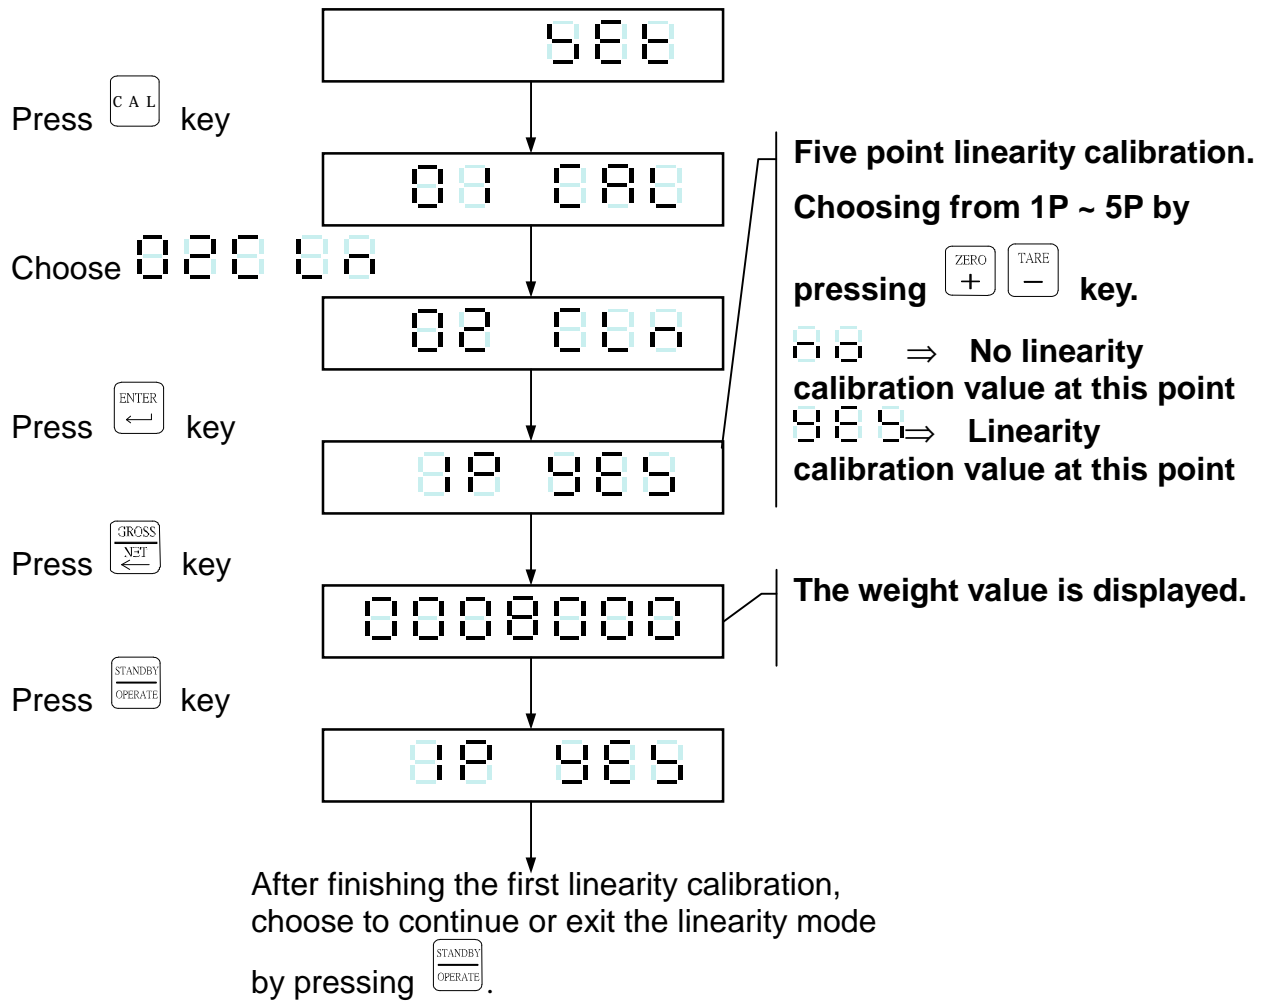 SEt
Press CAL key
01 CAL
Choose 02C Ln
02 CLn
Press ENTER key
1P YES
Press GROSS NET key
0008000
Press STANDBY OPERATE key
1P YES
After finishing the first linearity calibration,
choose to continue or exit the linearity mode
by pressing STANDBY OPERATE.
Five point linearity calibration.
Choosing from 1P ~ 5P by
pressing ZERO + TARE − key.
no ⇒ No linearity
calibration value at this point
YES⇒ Linearity
calibration value at this point
The weight value is displayed.